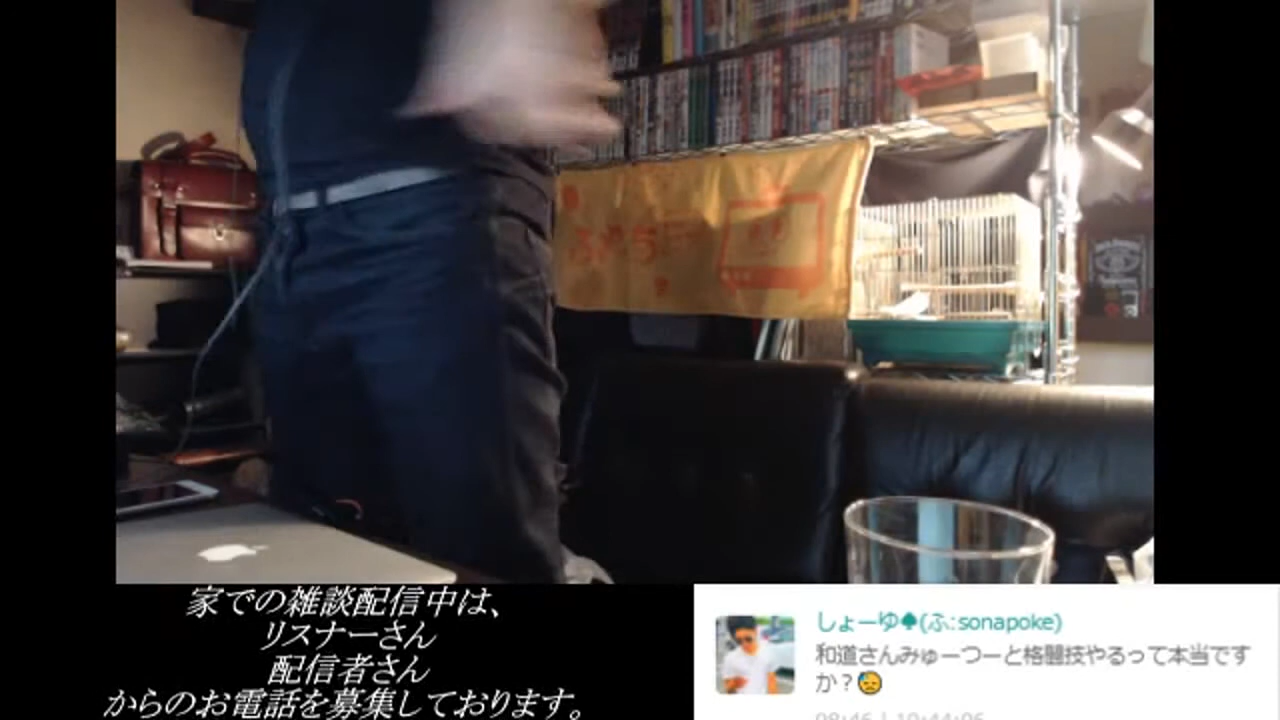 家での雑談配信中は、
リスナーさん
配信者さん
からのお電話を募集しております。
しょーゆ♠(ふ:sonapoke)
和道さんみゅーつーと格闘技やるって本当です
か？😓